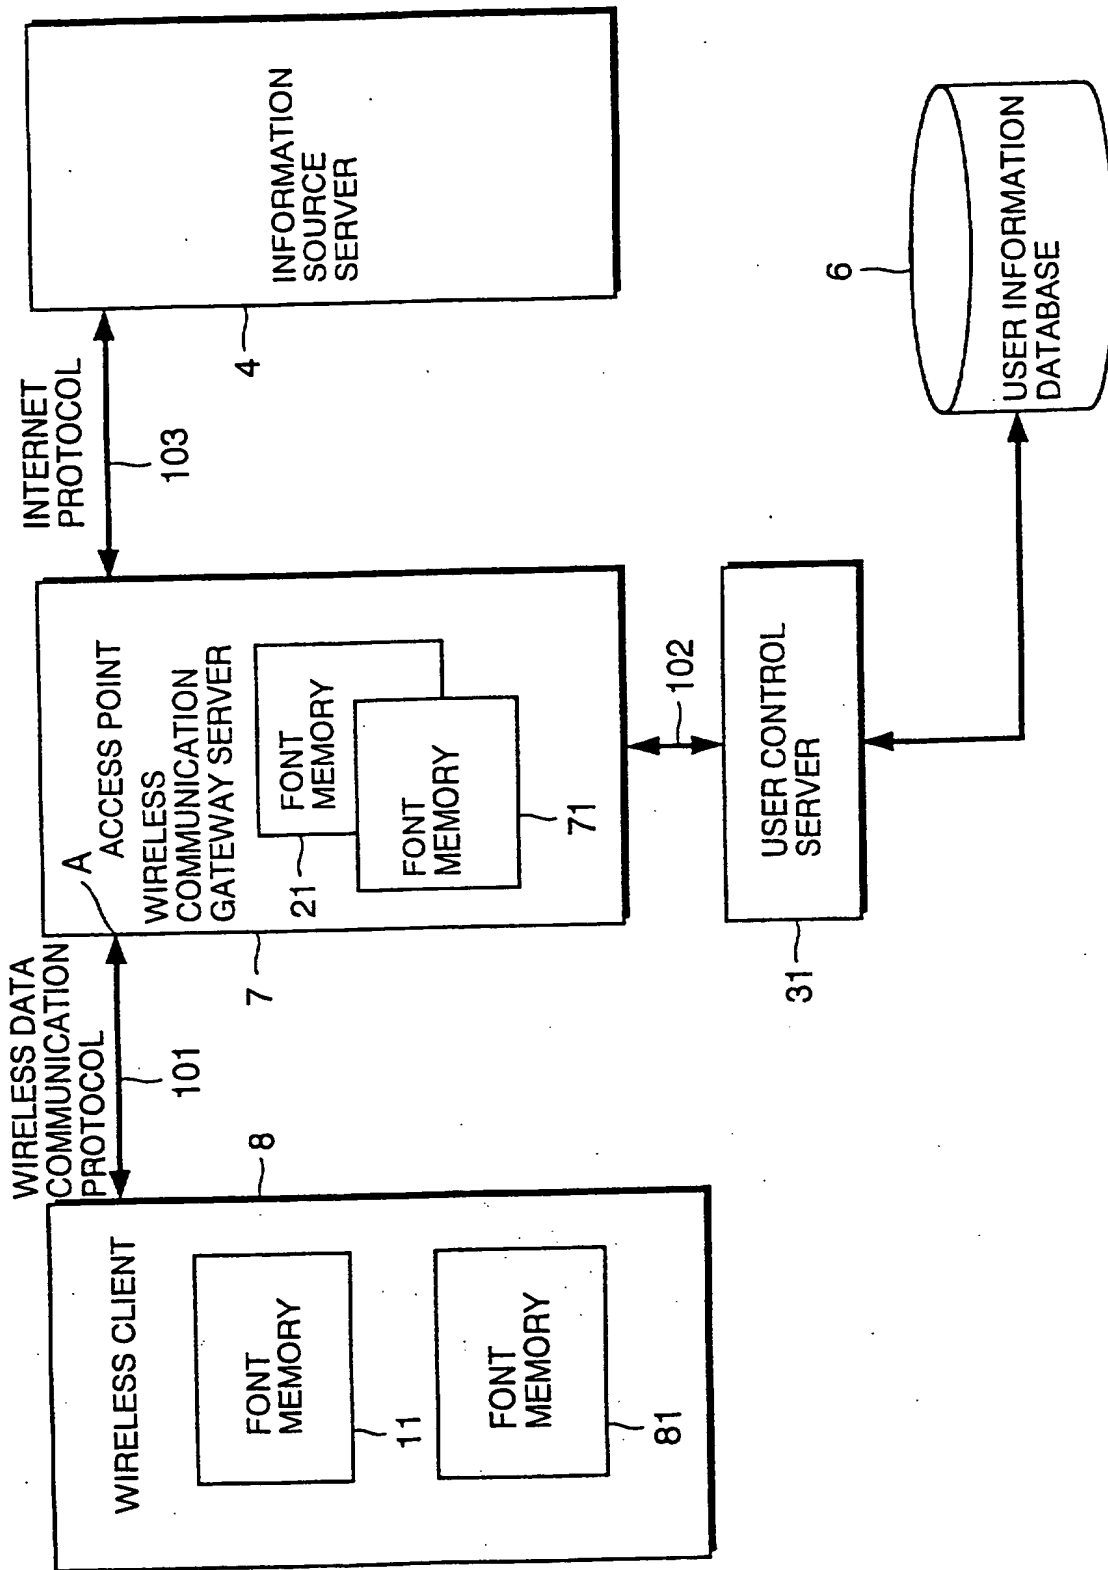 WIRELESS CLIENT
FONT
MEMORY
11
FONT
MEMORY
81
8
WIRELESS DATA
COMMUNICATION
PROTOCOL
101
A
ACCESS POINT
WIRELESS
COMMUNICATION
GATEWAY SERVER
FONT
MEMORY
21
FONT
MEMORY
71
7
102
USER CONTROL
SERVER
31
INTERNET
PROTOCOL
103
INFORMATION
SOURCE
SERVER
4
6
USER INFORMATION
DATABASE